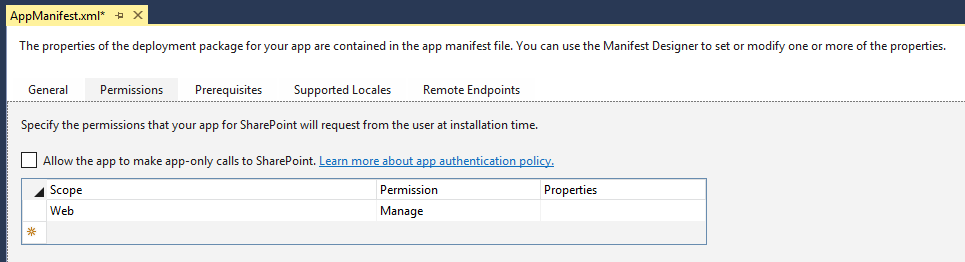 AppManifest.xml*
The properties of the deployment package for your app are contained in the app manifest file. You can use the Manifest Designer to set or modify one or more of the properties.
General Permissions Prerequisites Supported Locales Remote Endpoints
Specify the permissions that your app for SharePoint will request from the user at installation time.
Allow the app to make app-only calls to SharePoint. Learn more about app authentication policy.
Scope Permission Properties
Web Manage